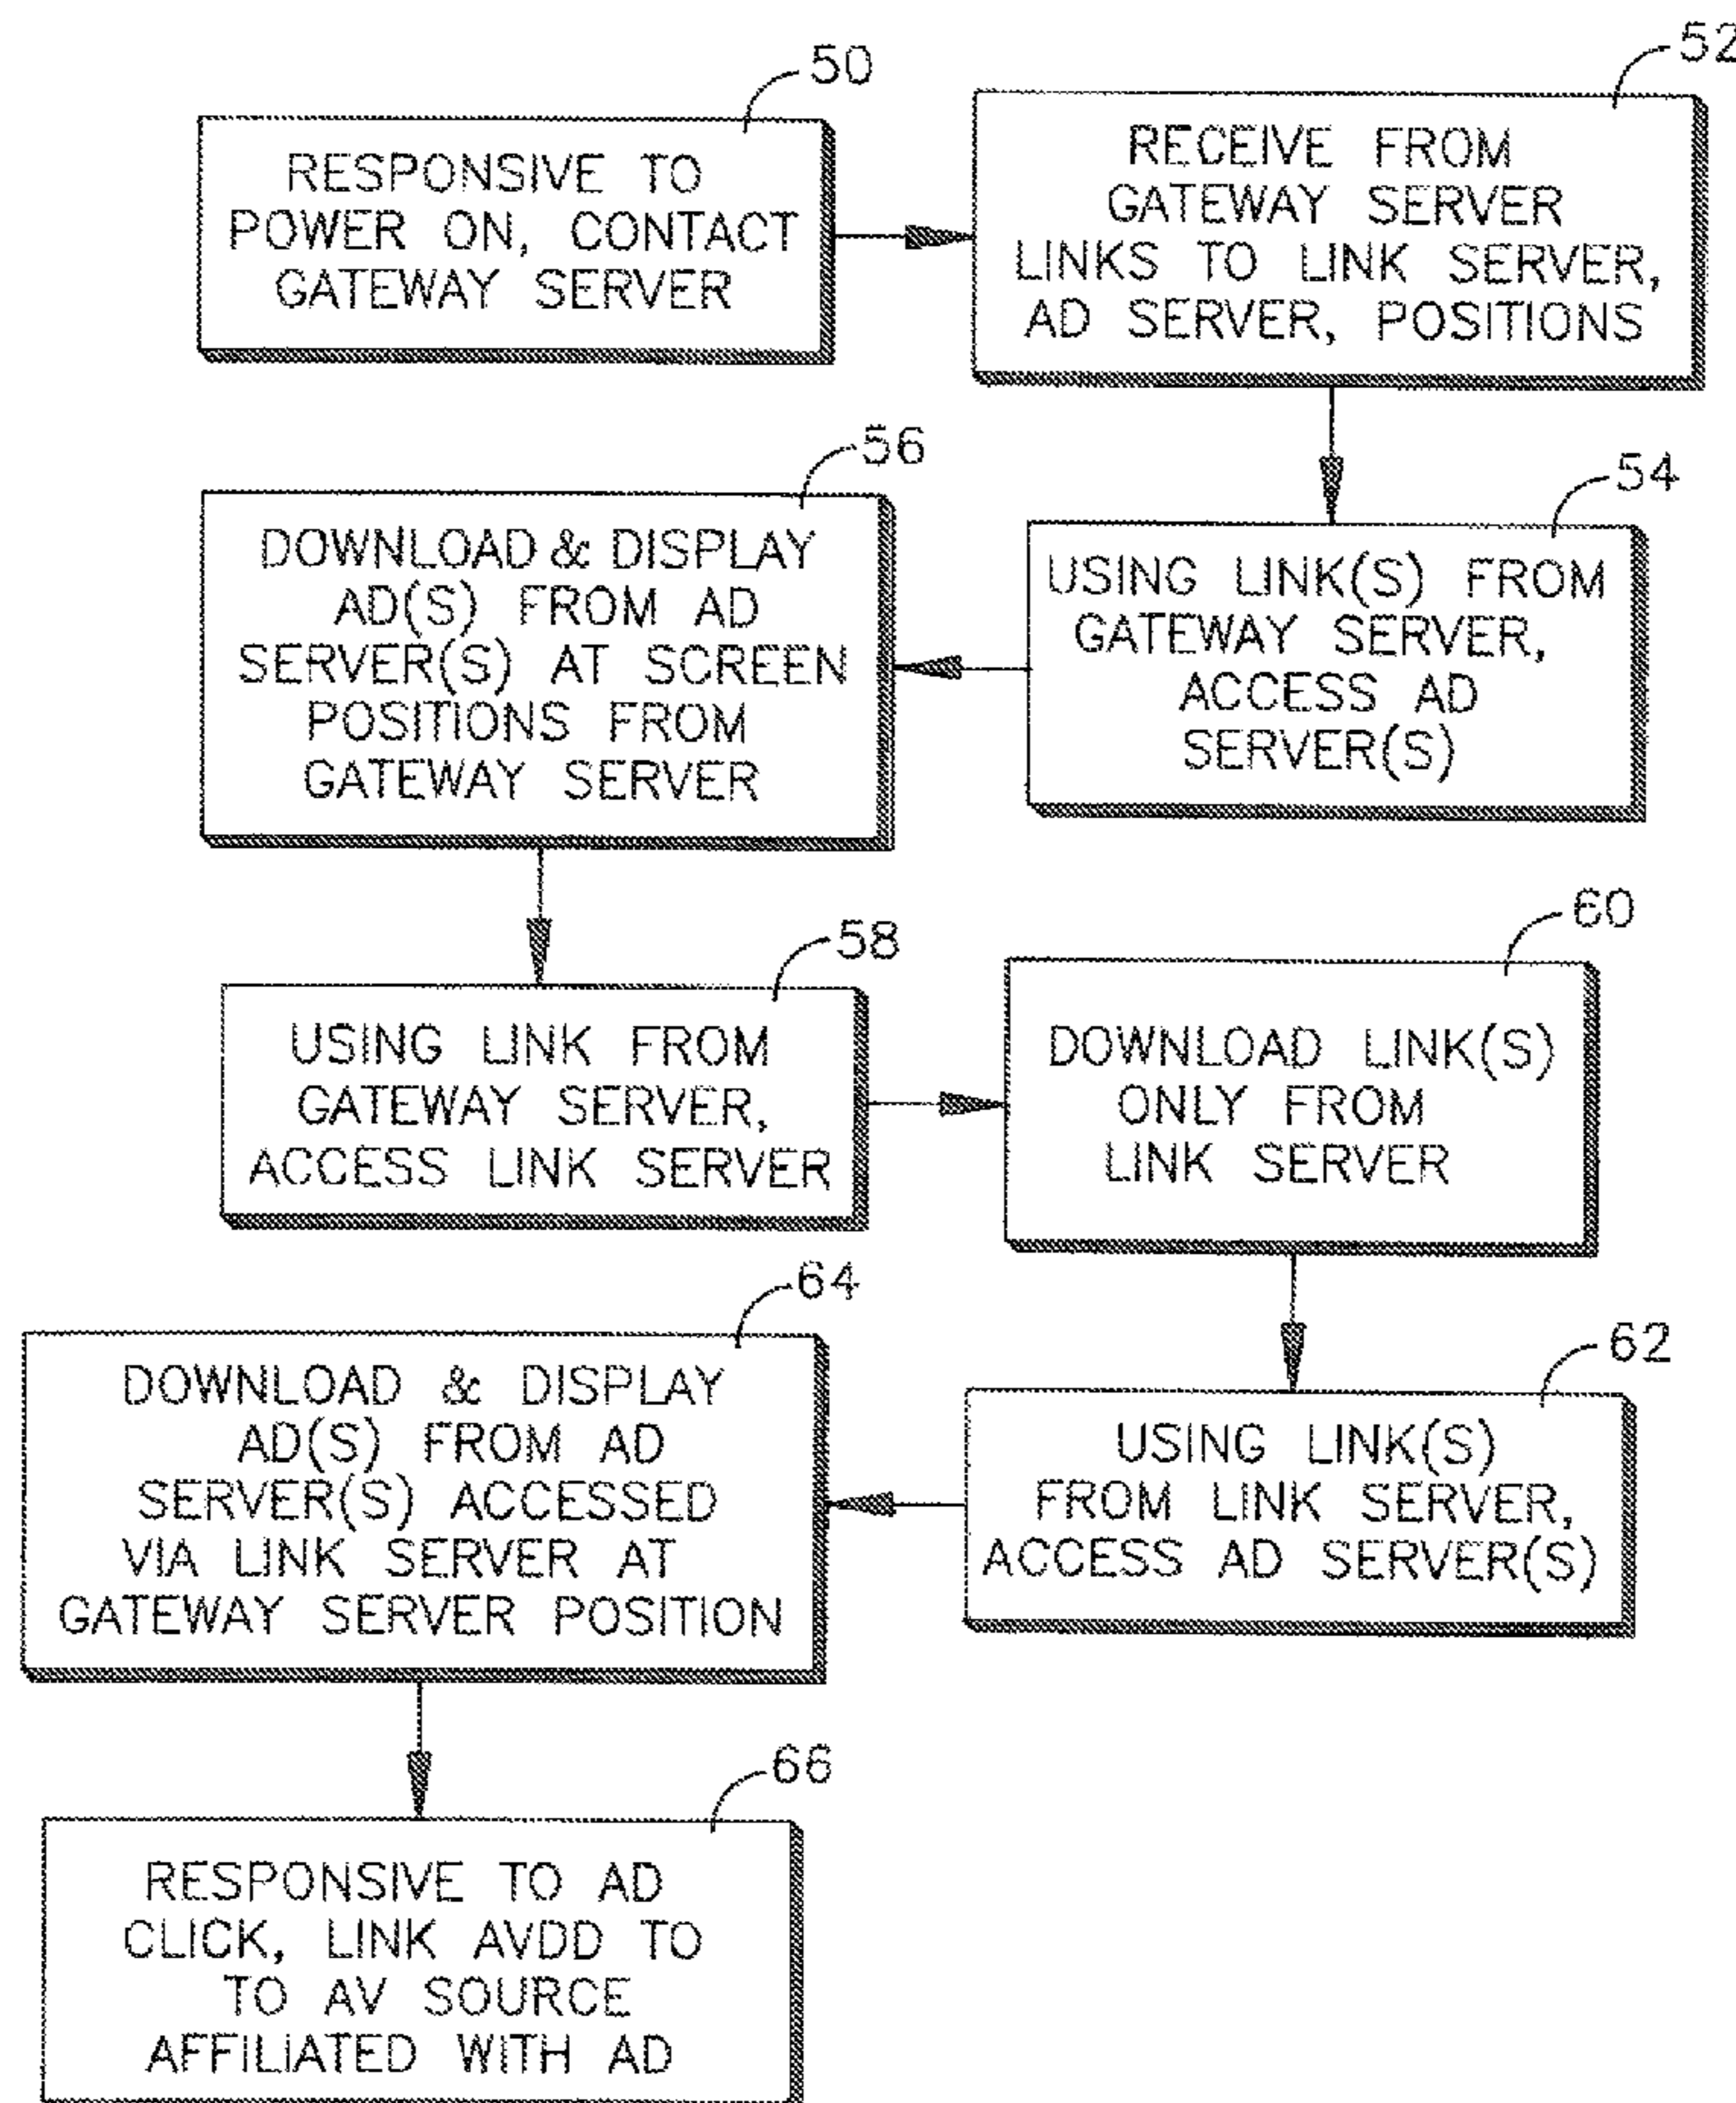 50
RESPONSIVE TO
POWER ON, CONTACT
GATEWAY SERVER
52
RECEIVE FROM
GATEWAY SERVER
LINKS TO LINK SERVER,
AD SERVER, POSITIONS
54
USING LINK(S) FROM
GATEWAY SERVER,
ACCESS AD
SERVER(S)
56
DOWNLOAD & DISPLAY
AD(S) FROM AD
SERVER(S) AT SCREEN
POSITIONS FROM
GATEWAY SERVER
58
USING LINK FROM
GATEWAY SERVER,
ACCESS LINK SERVER
60
DOWNLOAD LINK(S)
ONLY FROM
LINK SERVER
62
USING LINK(S)
FROM LINK SERVER,
ACCESS AD SERVER(S)
64
DOWNLOAD & DISPLAY
AD(S) FROM AD
SERVER(S) ACCESSED
VIA LINK SERVER AT
GATEWAY SERVER POSITION
66
RESPONSIVE TO AD
CLICK, LINK AVDD TO
TO AV SOURCE
AFFILIATED WITH AD